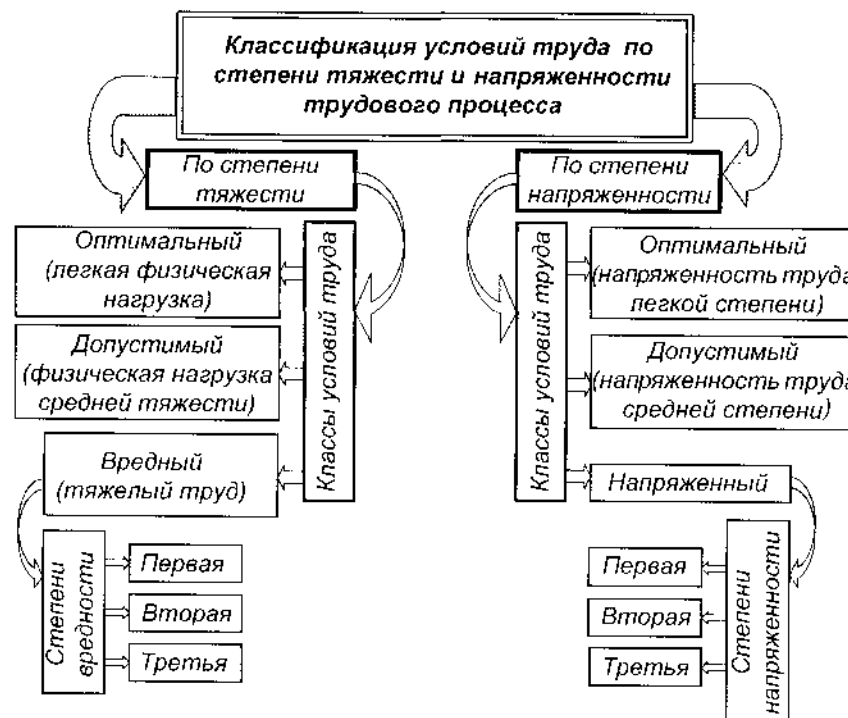 Классификация условий труда по
степени тяжести и напряженности
трудового процесса
По степени
тяжести
Оптимальный
(легкая физическая
нагрузка)
Допустимый
(физическая нагрузка
средней тяжести)
Вредный
(тяжелый труд)
Классы условий труда
Степени
вредности
Первая
Вторая
Третья
По степени
напряженности
Классы условий труда
Оптимальный
(напряженность труда
легкой степени)
Допустимый
(напряженность труда
средней степени)
Напряженный
Первая
Вторая
Третья
Степени
напряженности